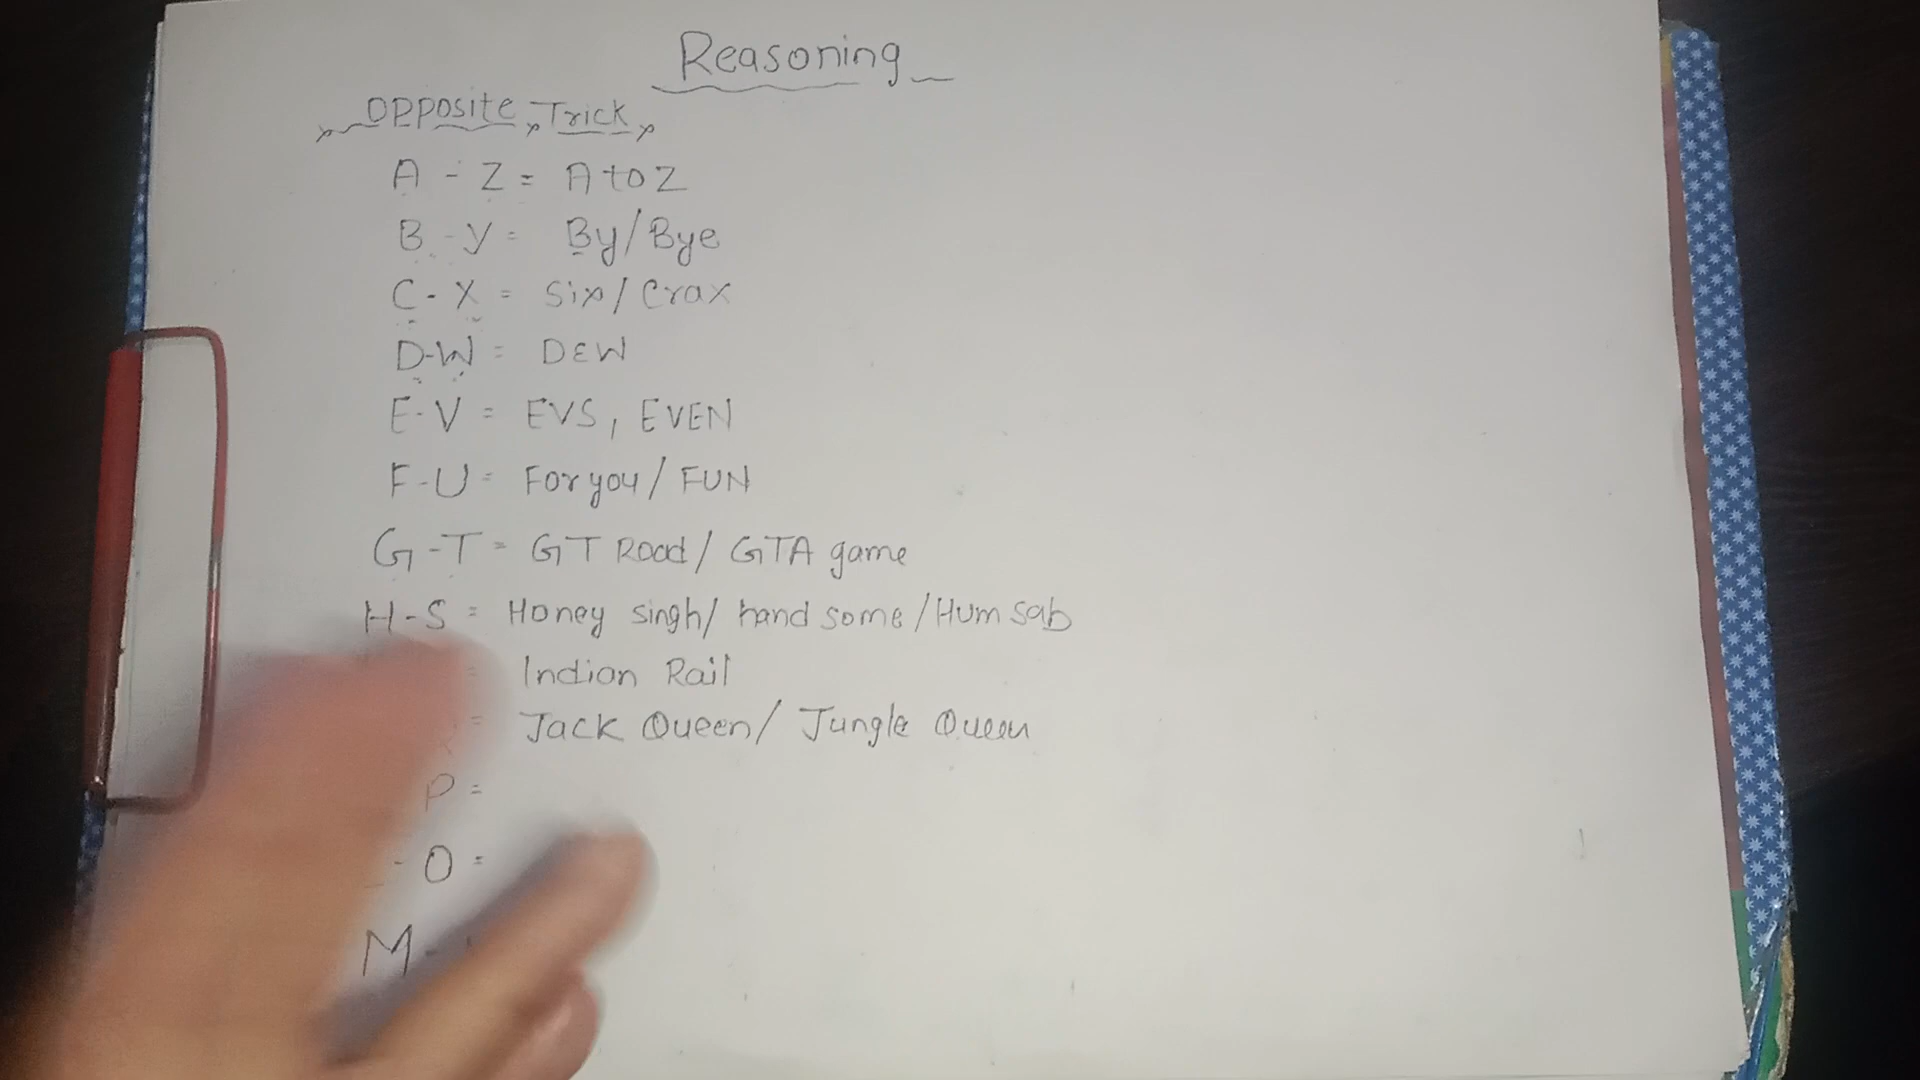 Reasoning
Opposite Trick
A - Z = A to Z
B - Y = By/Bye
C - X = Six/Crax
D-W = DEW
E-V = EVS, EVEN
F-U = For you/ FUN
G-T = GT Road/ GTA game
H-S = Honey singh/ hand some/Hum sab
= Indian Rail
= Jack Queen/ Jungle Queen
P =
- O =
M -